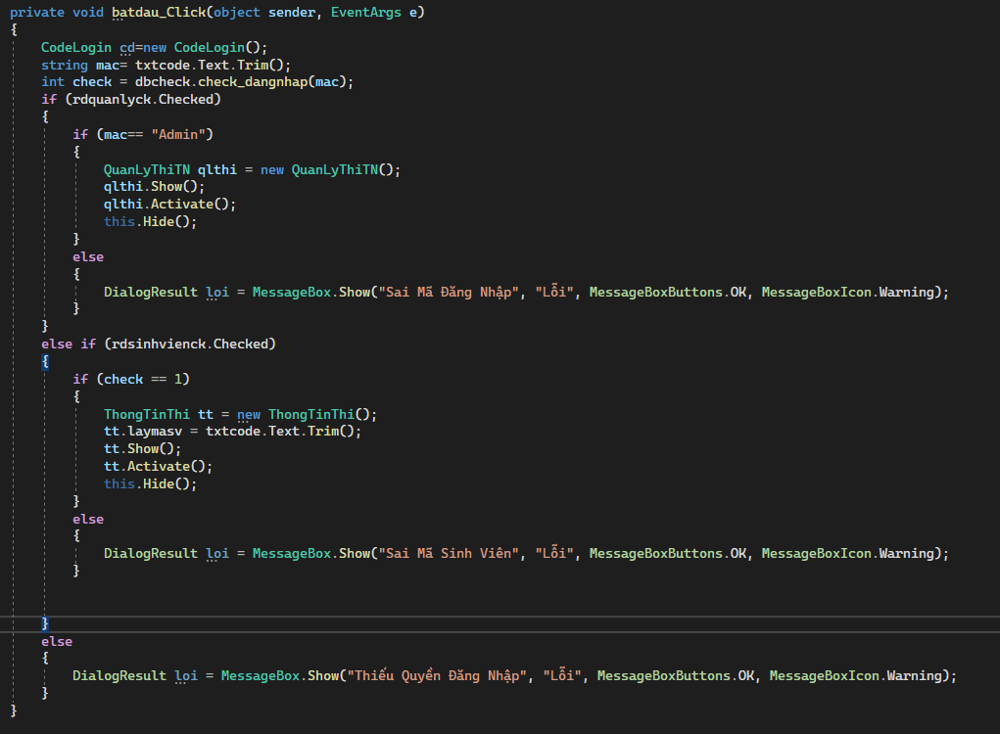 private void batdau_Click(object sender, EventArgs e)
{
CodeLogin cd=new CodeLogin();
string mac= txtcode.Text.Trim();
int check = dbcheck.check_dangnhap(mac);
if (rdquanlyck.Checked)
{
if (mac== "Admin")
{
QuanLyThiTN qlthi = new QuanLyThiTN();
qlthi.Show();
qlthi.Activate();
this.Hide();
}
else
{
DialogResult loi = MessageBox.Show("Sai Mã Đăng Nhập", "Lỗi", MessageBoxButtons.OK, MessageBoxIcon.Warning);
}
}
else if (rdsinhvienck.Checked)
{
if (check == 1)
{
ThongTinThi tt = new ThongTinThi();
tt.laymasv = txtcode.Text.Trim();
tt.Show();
tt.Activate();
this.Hide();
}
else
{
DialogResult loi = MessageBox.Show("Sai Mã Sinh Viên", "Lỗi", MessageBoxButtons.OK, MessageBoxIcon.Warning);
}
}
else
{
DialogResult loi = MessageBox.Show("Thiếu Quyền Đăng Nhập", "Lỗi", MessageBoxButtons.OK, MessageBoxIcon.Warning);
}
}